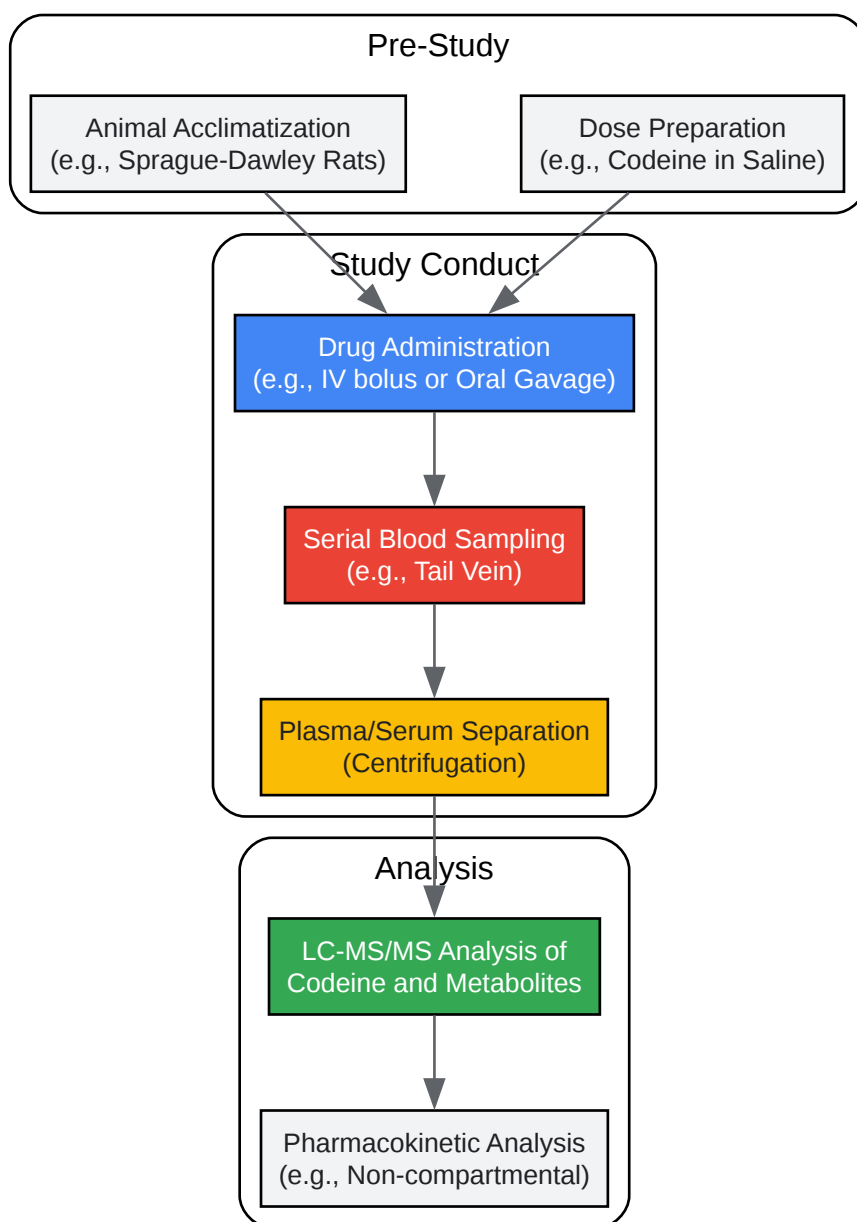 Pre-Study
Animal Acclimatization
(e.g., Sprague-Dawley Rats)
Dose Preparation
(e.g., Codeine in Saline)
Study Conduct
Drug Administration
(e.g., IV bolus or Oral Gavage)
Serial Blood Sampling
(e.g., Tail Vein)
Plasma/Serum Separation
(Centrifugation)
Analysis
LC-MS/MS Analysis of
Codeine and Metabolites
Pharmacokinetic Analysis
(e.g., Non-compartmental)